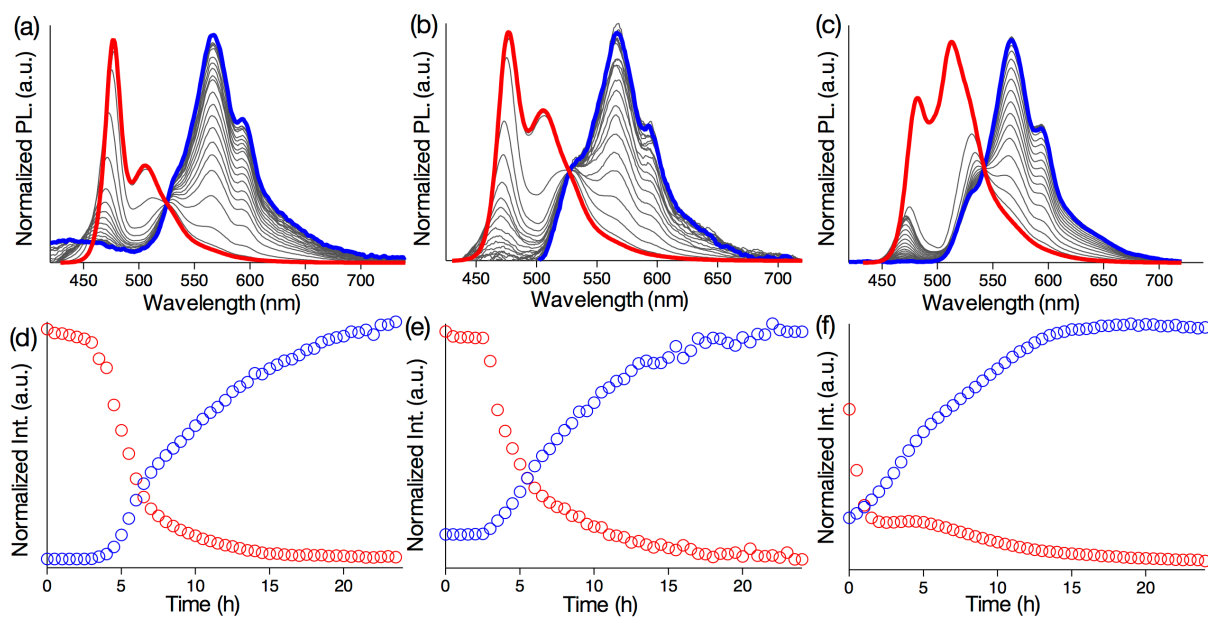 (a)
Normalized PL. (a.u.)
450 500 550 600 650 700
Wavelength (nm)
(b)
Normalized PL. (a.u.)
450 500 550 600 650 700
Wavelength (nm)
(c)
Normalized PL. (a.u.)
450 500 550 600 650 700
Wavelength (nm)
(d)
Normalized Int. (a.u.)
0 5 10 15 20
Time (h)
(e)
Normalized Int. (a.u.)
0 5 10 15 20
Time (h)
(f)
Normalized Int. (a.u.)
0 5 10 15 20
Time (h)